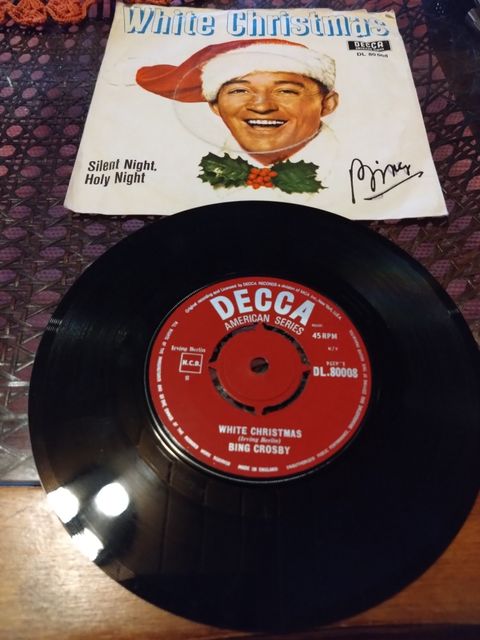 White Christmas
DECCA
DL 80 008
Silent Night,
Holy Night
Bing
DECCA
AMERICAN SERIES
45 RPM
Irving Berlin
N.C.B.
DL.80008
WHITE CHRISTMAS
(Irving Berlin)
BING CROSBY
MADE IN ENGLAND